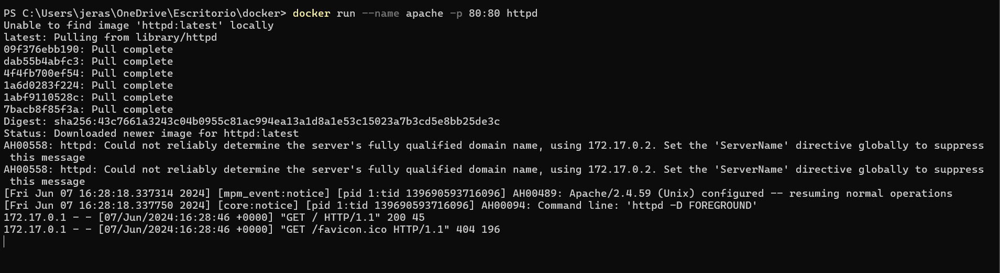 PS C:\Users\jeras\OneDrive\Escritorio\docker> docker run --name apache -p 80:80 httpd
Unable to find image 'httpd:latest' locally
latest: Pulling from library/httpd
09f376ebb190: Pull complete
dab55b4abfc3: Pull complete
4f4fb700ef54: Pull complete
1a6d0283f224: Pull complete
1abf9110528c: Pull complete
7bacb8f85f3a: Pull complete
Digest: sha256:43c7661a3243c04b0955c81ac994ea13a1d8a1e53c15023a7b3cd5e8bb25de3c
Status: Downloaded newer image for httpd:latest
AH00558: httpd: Could not reliably determine the server's fully qualified domain name, using 172.17.0.2. Set the 'ServerName' directive globally to suppress
 this message
AH00558: httpd: Could not reliably determine the server's fully qualified domain name, using 172.17.0.2. Set the 'ServerName' directive globally to suppress
 this message
[Fri Jun 07 16:28:18.337314 2024] [mpm_event:notice] [pid 1:tid 139690593716096] AH00489: Apache/2.4.59 (Unix) configured -- resuming normal operations
[Fri Jun 07 16:28:18.337750 2024] [core:notice] [pid 1:tid 139690593716096] AH00094: Command line: 'httpd -D FOREGROUND'
172.17.0.1 - - [07/Jun/2024:16:28:46 +0000] "GET / HTTP/1.1" 200 45
172.17.0.1 - - [07/Jun/2024:16:28:46 +0000] "GET /favicon.ico HTTP/1.1" 404 196